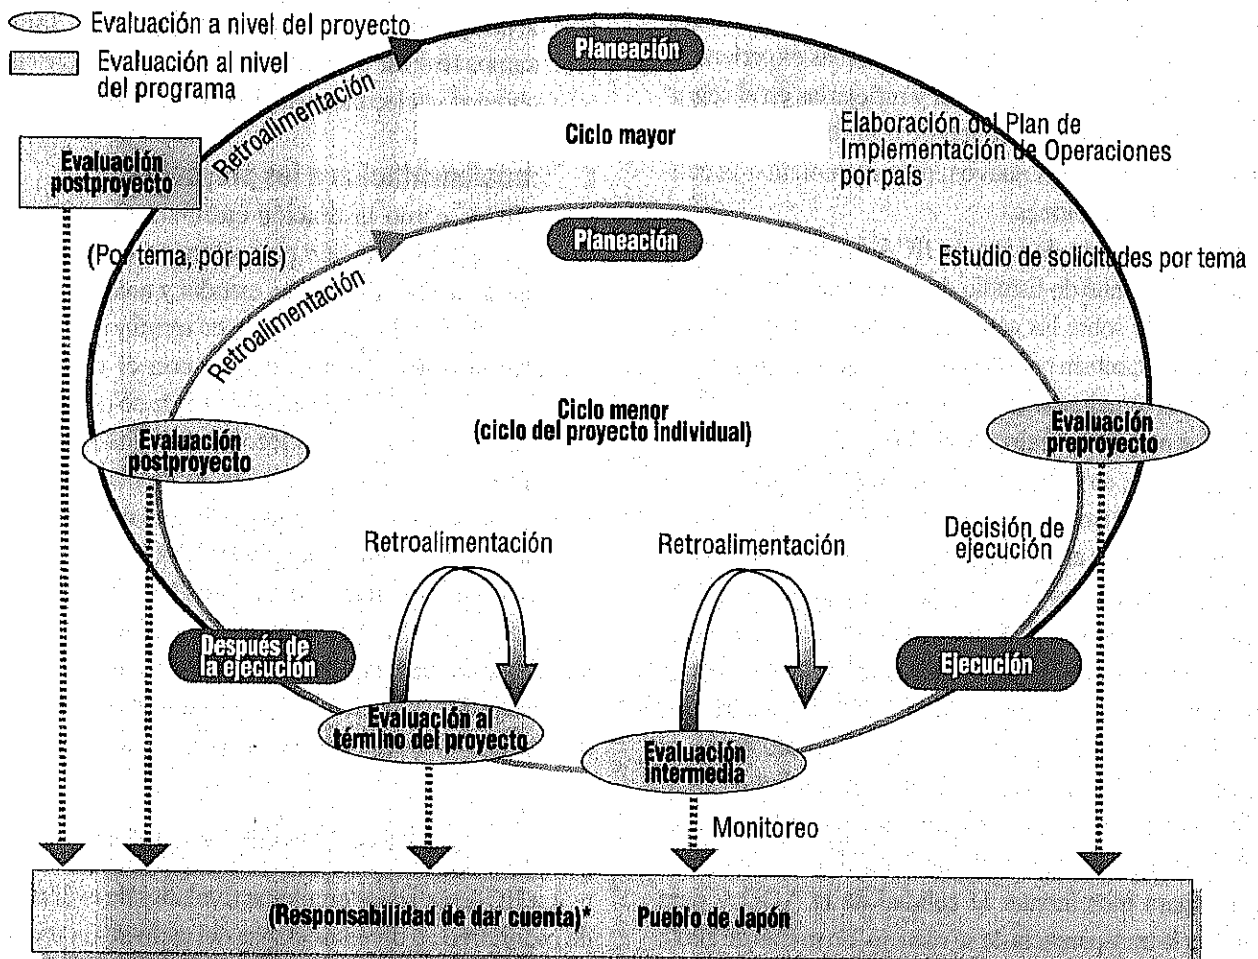 Evaluación a nivel del proyecto
Evaluación al nivel
del programa
Planeación
Retroalimentación
Ciclo mayor
Elaboración del Plan de
Implementación de Operaciones
por país
Evaluación
postproyecto
(Por tema, por país)
Planeación
Estudio de solicitudes por tema
Retroalimentación
Ciclo menor
(ciclo del proyecto individual)
Evaluación
postproyecto
Evaluación
preproyecto
Retroalimentación
Retroalimentación
Decisión de
ejecución
Después de
la ejecución
Ejecución
Evaluación al
término del proyecto
Evaluación
intermedia
Monitoreo
(Responsabilidad de dar cuenta)* Pueblo de Japón